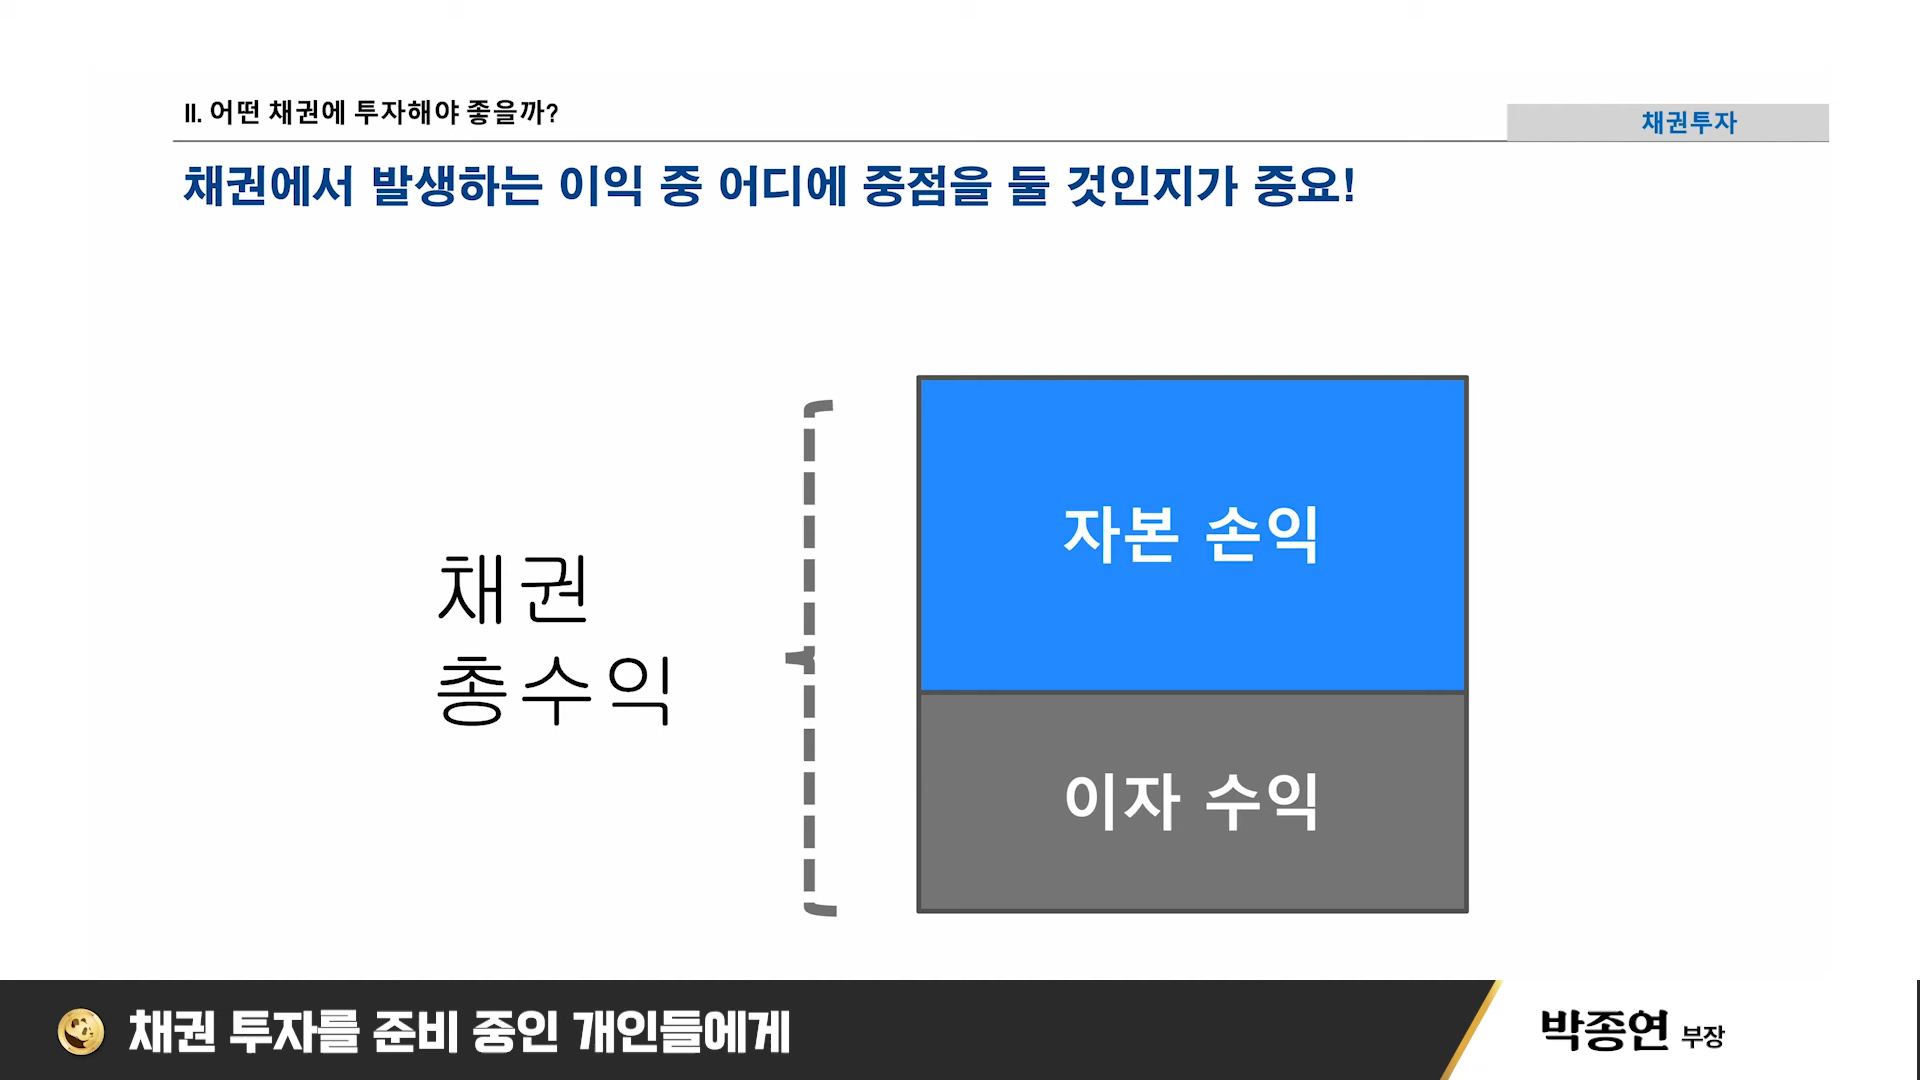 II. 어떤 채권에 투자해야 좋을까?
채권투자
채권에서 발생하는 이익 중 어디에 중점을 둘 것인지가 중요!
채권
총수익
자본 손익
이자 수익
채권 투자를 준비 중인 개인들에게
박종연 부장